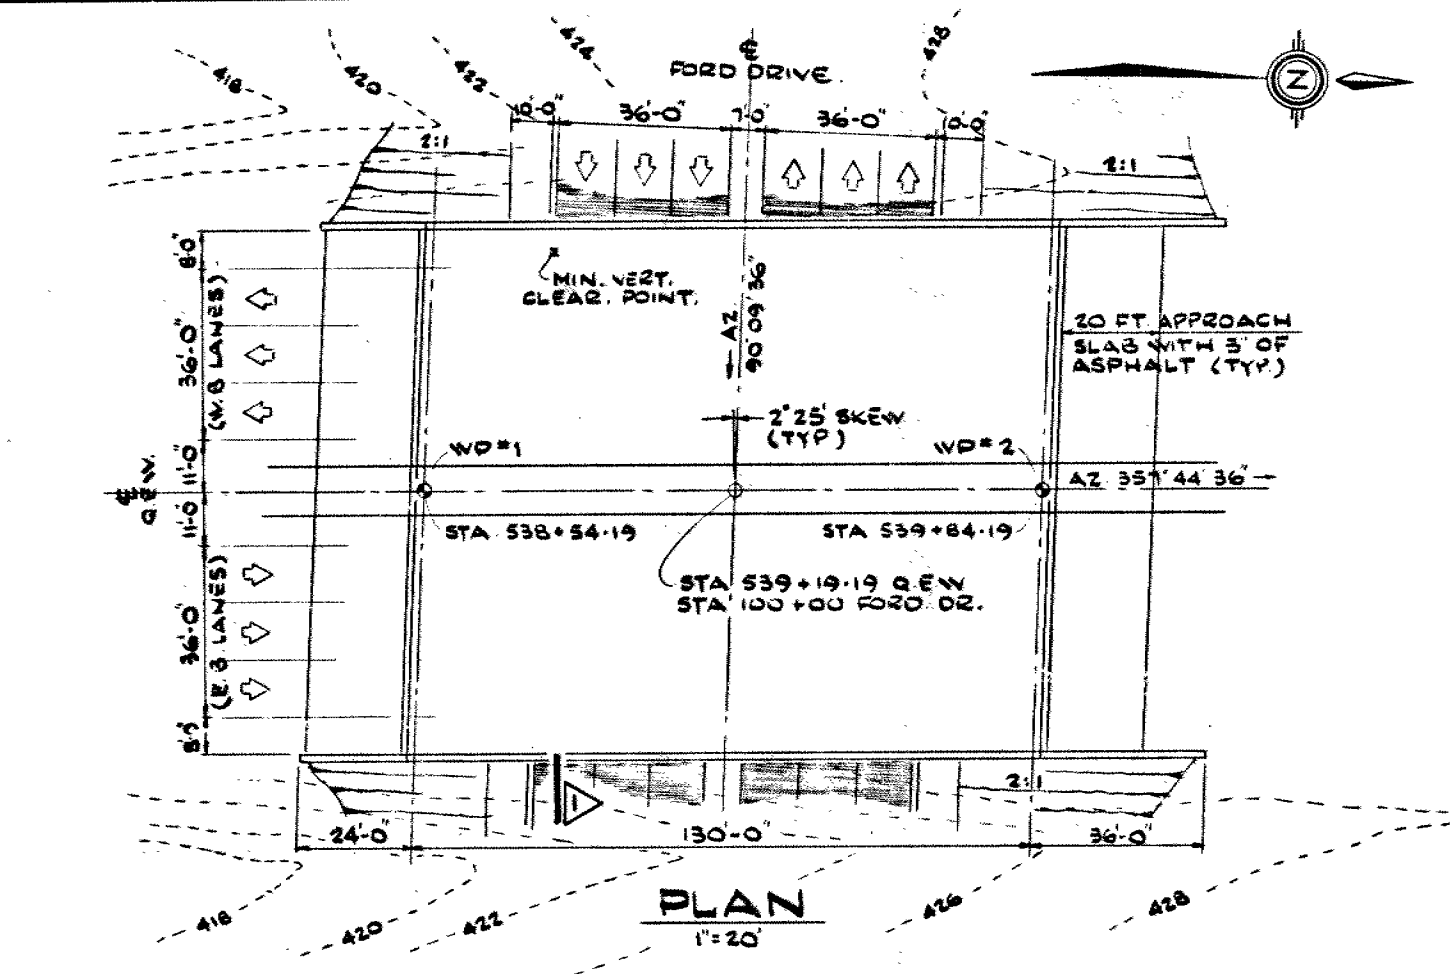 424
428
418
420
422
FORD DRIVE
Z
10'-0"
36'-0"
7'-0"
36'-0"
10'-0"
2:1
2:1
8'-0"
36'-0"
(W.B LANES)
11'-0"
11'-0"
36'-0"
(E.B LANES)
8'-0"
℄
Q.E.W.
MIN. VERT.
CLEAR. POINT.
AZ
90° 09' 36"
20 FT. APPROACH
SLAB WITH 3" OF
ASPHALT (TYP.)
2° 25' SKEW
(TYP)
WP#1
WP#2
AZ 359° 44' 36"
STA 538+54.19
STA 539+84.19
STA 539+19.19 Q.E.W
STA 100+00 FORD DR.
1
2:1
24'-0"
130'-0"
36'-0"
PLAN
1"=20'
418
420
422
426
428